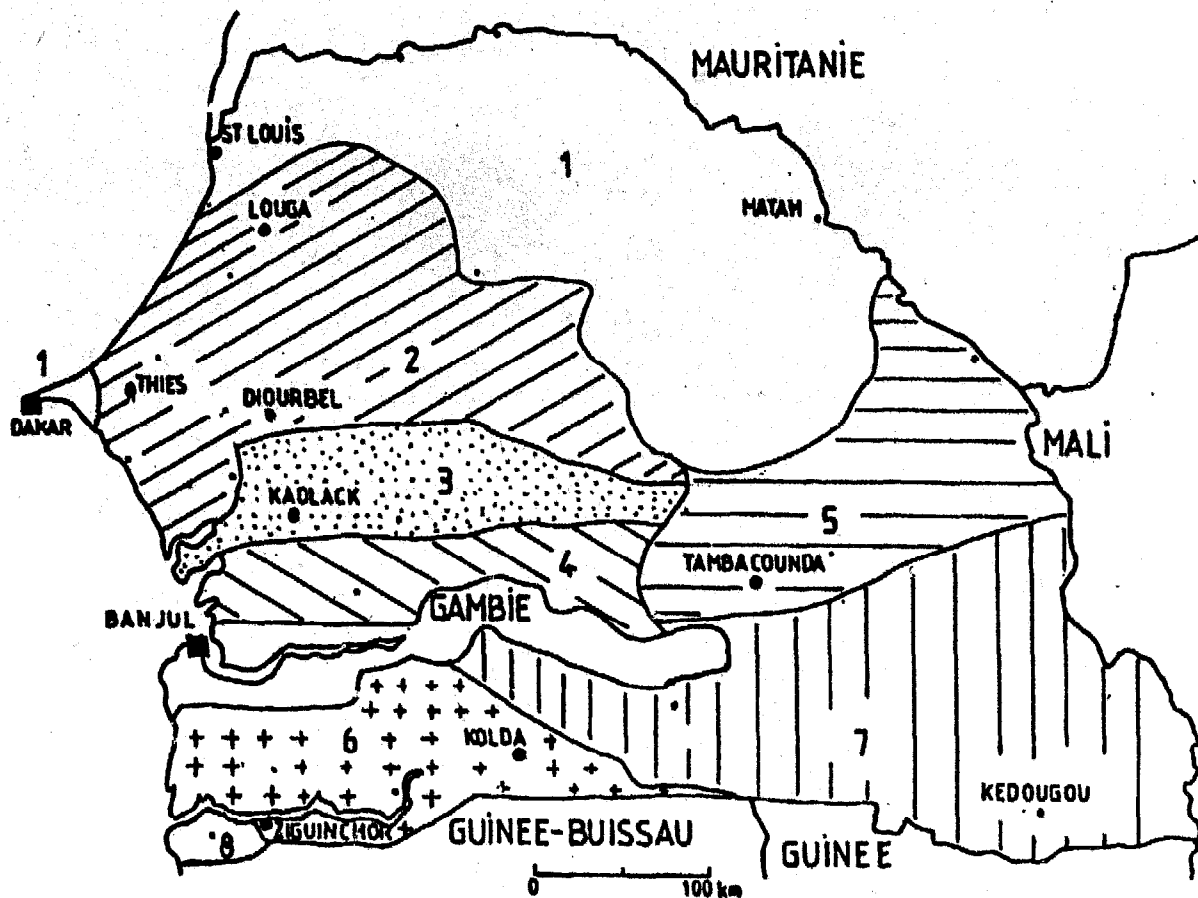 MAURITANIE
ST LOUIS
1
LOUGA
MATAM
1
2
THIES
DIOURBEL
DAKAR
MALI
3
KAOLACK
5
4
TAMBACOUNDA
GAMBIE
BANJUL
6
KOLDA
7
KEDOUGOU
ZIGUINCHOR
8
GUINEE-BUISSAU
GUINEE
0 100 km